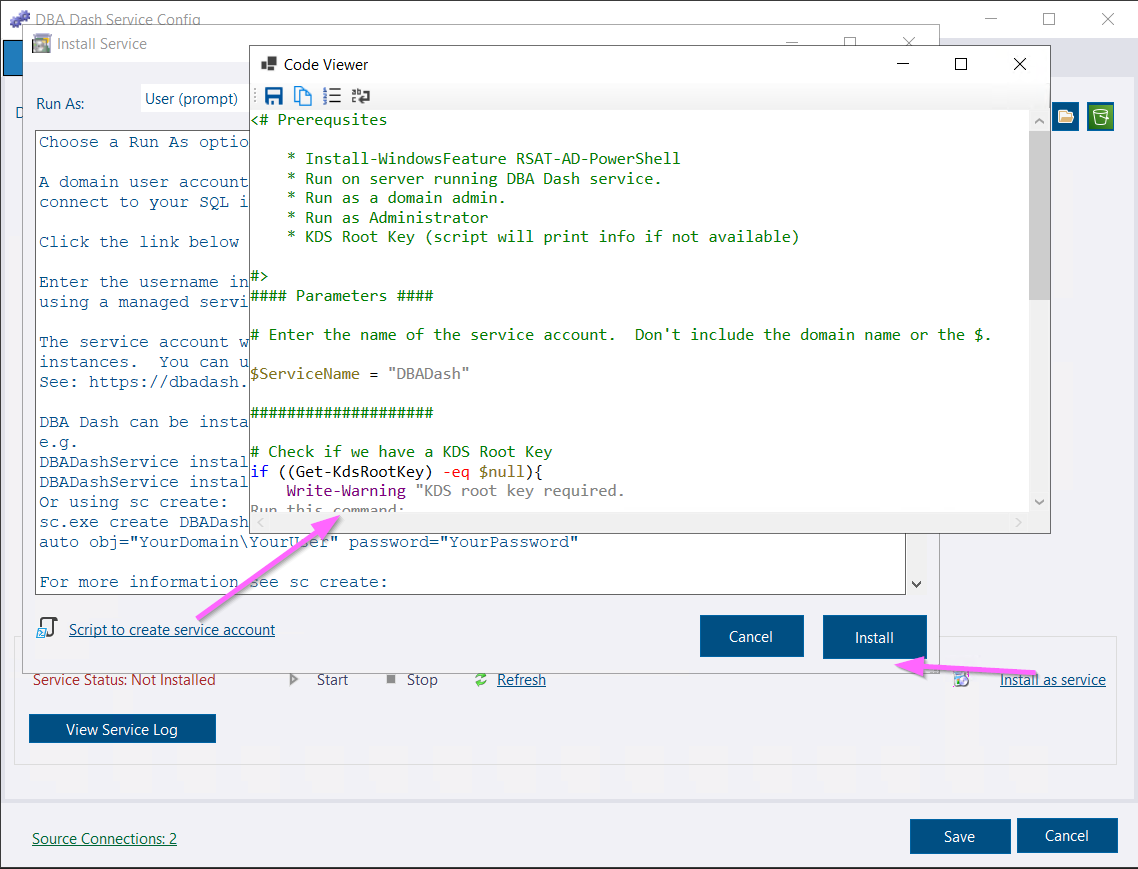 DBA Dash Service Config
Install Service
Code Viewer
Run As:
User (prompt)
<# Prerequsites
* Install-WindowsFeature RSAT-AD-PowerShell
* Run on server running DBA Dash service.
* Run as a domain admin.
* Run as Administrator
* KDS Root Key (script will print info if not available)
#>
#### Parameters ####
# Enter the name of the service account.  Don't include the domain name or the $.
$ServiceName = "DBADash"
####################
# Check if we have a KDS Root Key
if ((Get-KdsRootKey) -eq $null){
Write-Warning "KDS root key required.
Run this command:
Choose a Run As optio
A domain user account
connect to your SQL i
Click the link below
Enter the username in
using a managed servi
The service account w
instances.  You can u
See: https://dbadash.
DBA Dash can be insta
e.g.
DBADashService instal
DBADashService instal
Or using sc create:
sc.exe create DBADash
auto obj="YourDomain\YourUser" password="YourPassword"
For more information see sc create:
Script to create service account
Cancel
Install
Service Status: Not Installed
Start
Stop
Refresh
Install as service
View Service Log
Source Connections: 2
Save
Cancel